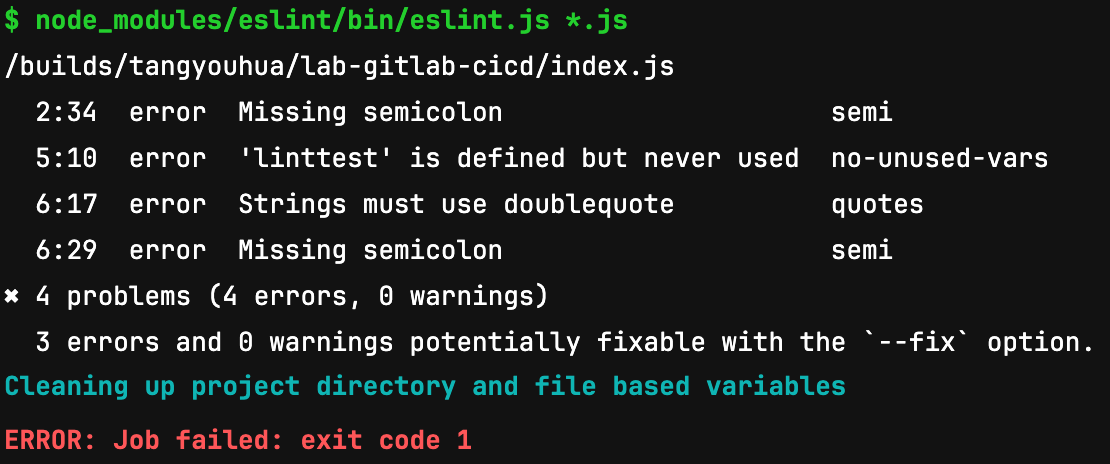 $ node_modules/eslint/bin/eslint.js *.js
/builds/tangyouhua/lab-gitlab-cicd/index.js
  2:34  error  Missing semicolon                     semi
  5:10  error  'linttest' is defined but never used  no-unused-vars
  6:17  error  Strings must use doublequote          quotes
  6:29  error  Missing semicolon                     semi
✖ 4 problems (4 errors, 0 warnings)
  3 errors and 0 warnings potentially fixable with the `--fix` option.
Cleaning up project directory and file based variables
ERROR: Job failed: exit code 1